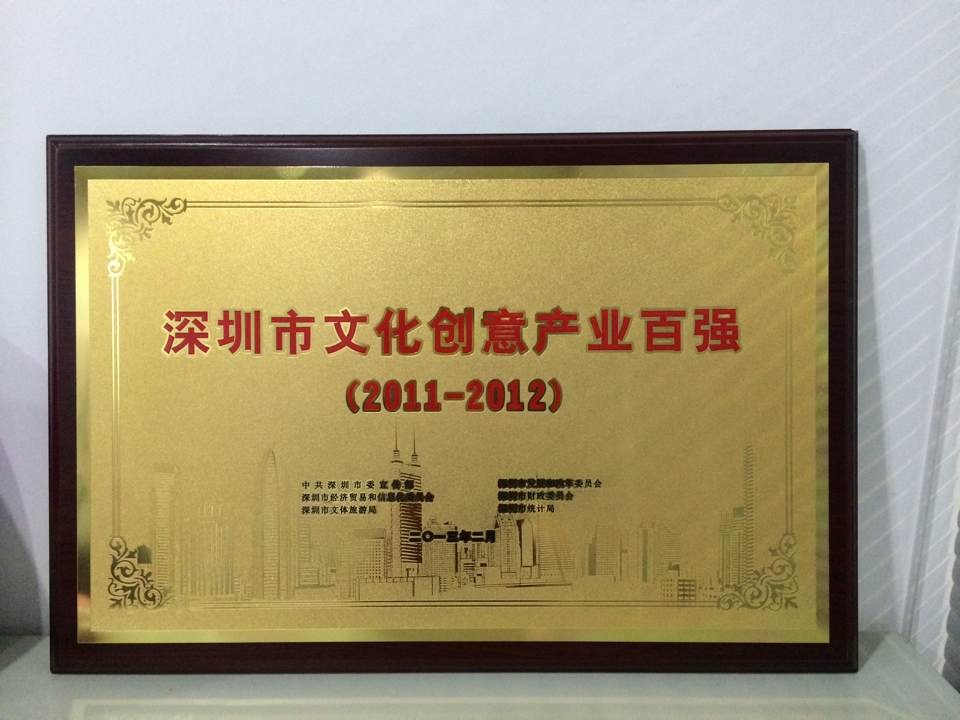 深圳市文化创意产业百强
(2011-2012)
中共深圳市委宣传部
深圳市经济贸易和信息化委员会
深圳市文体旅游局
深圳市发展和改革委员会
深圳市财政委员会
深圳市统计局
二〇一三年二月